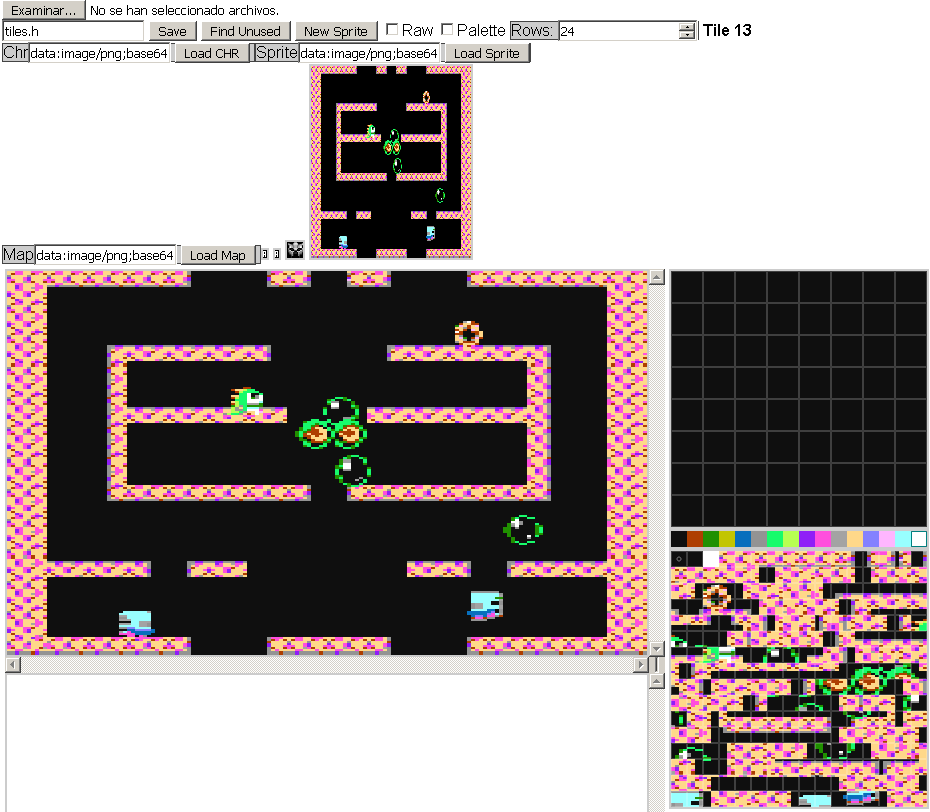 Examinar... No se han seleccionado archivos.
tiles.h Save Find Unused New Sprite Raw Palette Rows: 24 Tile 13
Chr data:image/png;base64 Load CHR Sprite data:image/png;base64 Load Sprite
Map data:image/png;base64 Load Map